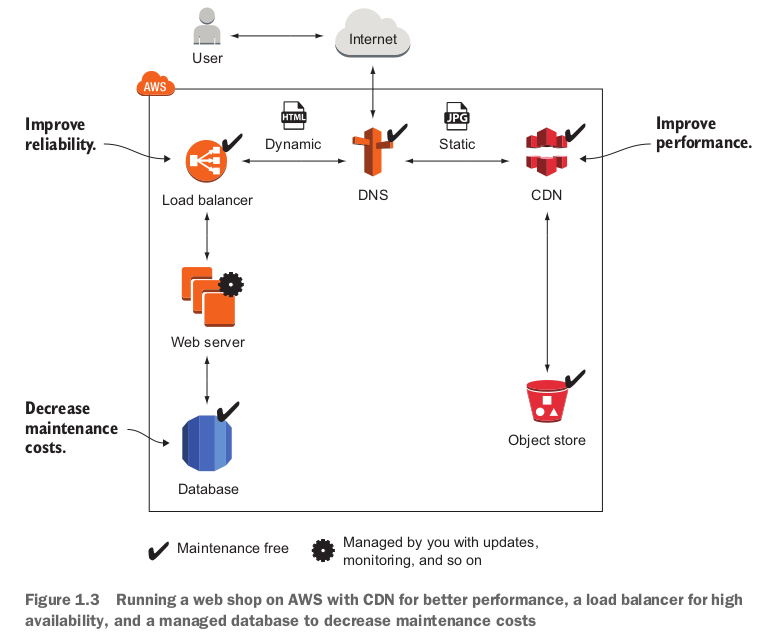 User
Internet
AWS
Improve
reliability.
HTML
Dynamic
JPG
Static
Improve
performance.
Load balancer
DNS
CDN
Web server
Decrease
maintenance
costs.
Object store
Database
Maintenance free
Managed by you with updates,
monitoring, and so on
Figure 1.3 Running a web shop on AWS with CDN for better performance, a load balancer for high
availability, and a managed database to decrease maintenance costs